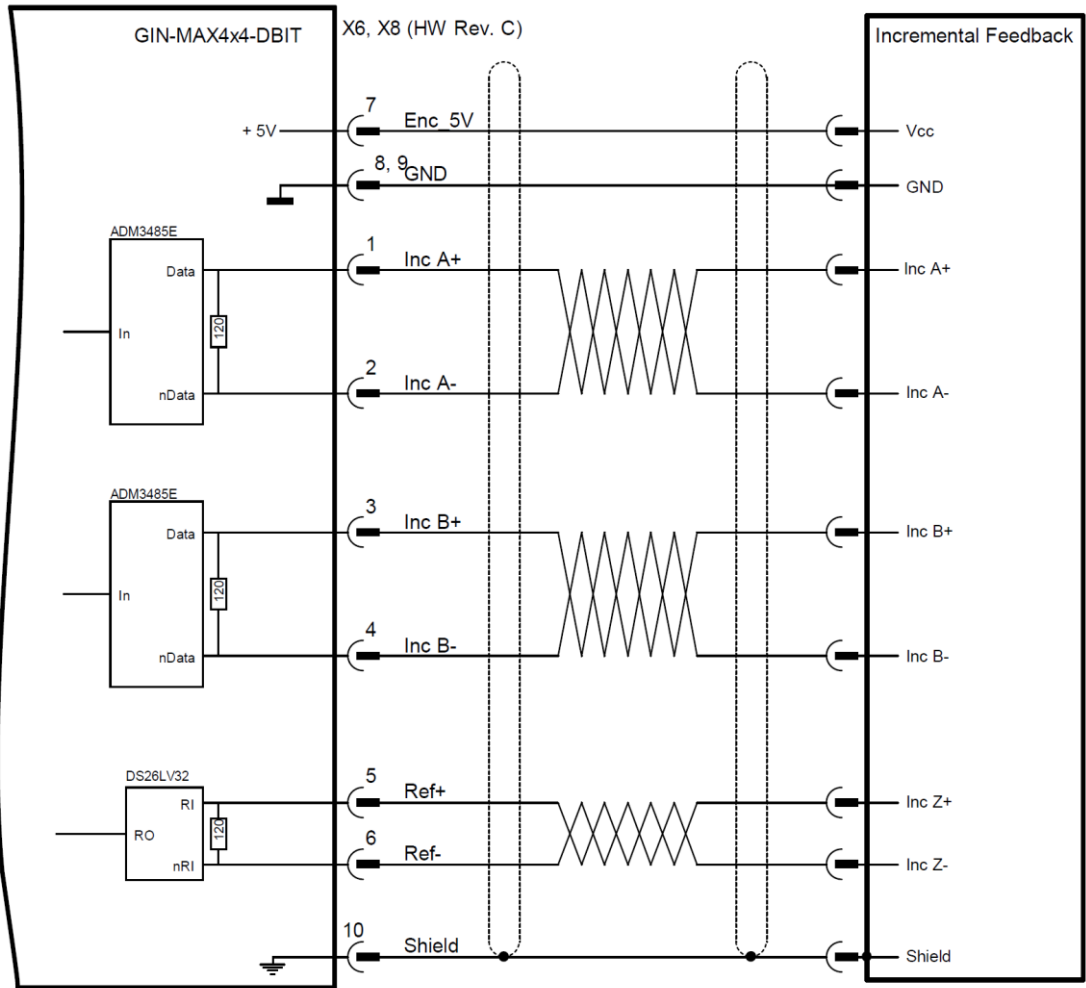 GIN-MAX4x4-DBIT
X6, X8 (HW Rev. C)
Incremental Feedback
+ 5V
7
Enc_5V
Vcc
8, 9
GND
GND
ADM3485E
Data
In
120
nData
1
Inc A+
Inc A+
2
Inc A-
Inc A-
ADM3485E
Data
In
120
nData
3
Inc B+
Inc B+
4
Inc B-
Inc B-
DS26LV32
RI
RO
120
nRI
5
Ref+
Inc Z+
6
Ref-
Inc Z-
10
Shield
Shield